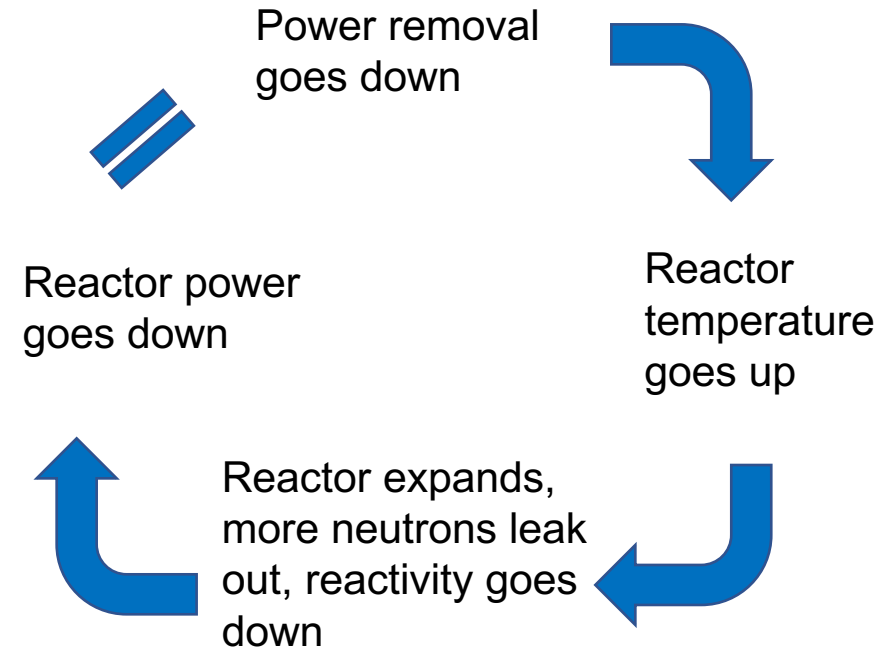 Power removal
goes down
Reactor
temperature
goes up
Reactor expands,
more neutrons leak
out, reactivity goes
down
Reactor power
goes down